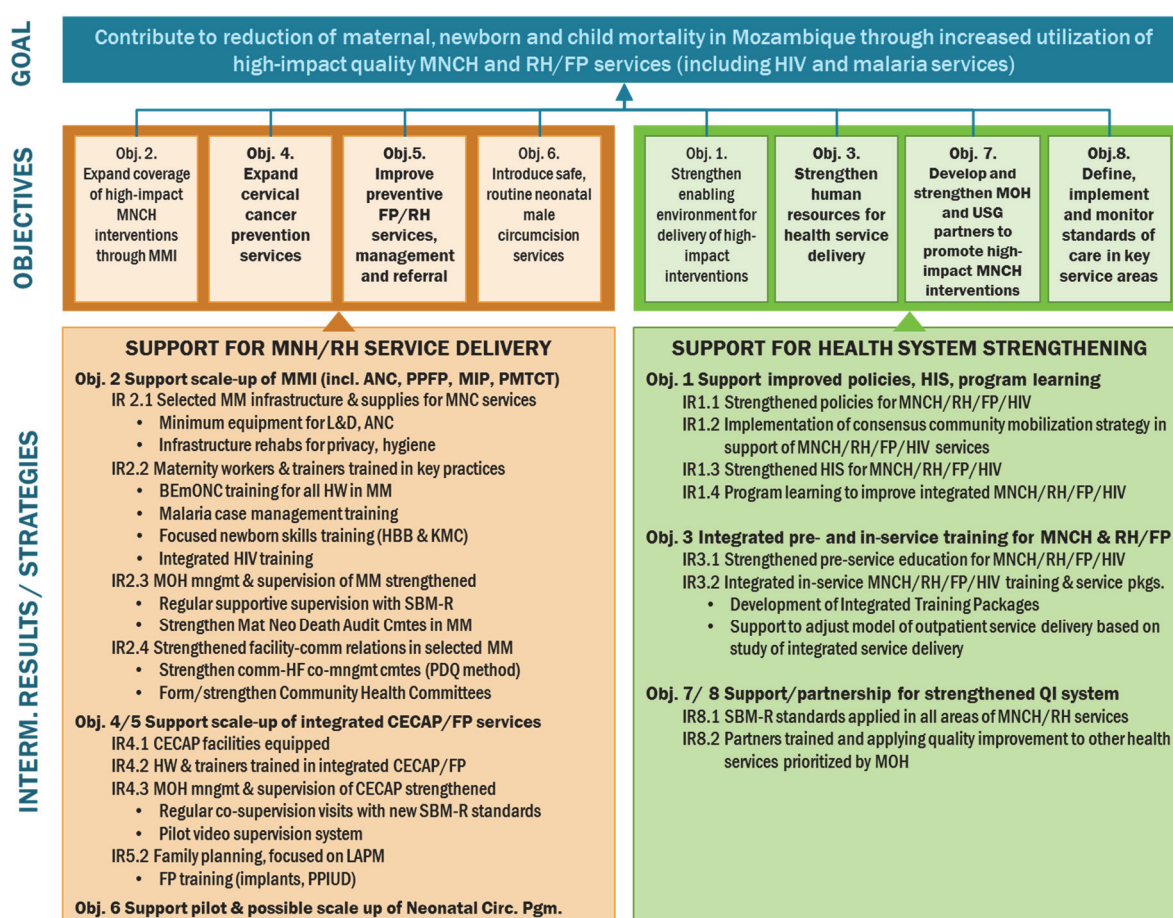 GOAL
Contribute to reduction of maternal, newborn and child mortality in Mozambique through increased utilization of
high-impact quality MNCH and RH/FP services (including HIV and malaria services)
OBJECTIVES
Obj. 2.
Expand coverage
of high-impact
MNCH
interventions
through MMI
Obj. 4.
Expand
cervical
cancer
prevention
services
Obj.5.
Improve
preventive
FP/RH
services,
management
and referral
Obj. 6.
Introduce safe,
routine neonatal
male
circumcision
services
Obj. 1.
Strengthen
enabling
environment for
delivery of high-
impact
interventions
Obj. 3.
Strengthen
human
resources for
health service
delivery
Obj. 7.
Develop and
strengthen MOH
and USG
partners to
promote high-
impact MNCH
interventions
Obj.8.
Define,
implement
and monitor
standards of
care in key
service areas
INTERM. RESULTS / STRATEGIES
SUPPORT FOR MNH/RH SERVICE DELIVERY
Obj. 2 Support scale-up of MMI (incl. ANC, PPFP, MIP, PMTCT)
IR 2.1 Selected MM infrastructure & supplies for MNC services
• Minimum equipment for L&D, ANC
• Infrastructure rehabs for privacy, hygiene
IR2.2 Maternity workers & trainers trained in key practices
• BEmONC training for all HW in MM
• Malaria case management training
• Focused newborn skills training (HBB & KMC)
• Integrated HIV training
IR2.3 MOH mngmt & supervision of MM strengthened
• Regular supportive supervision with SBM-R
• Strengthen Mat Neo Death Audit Cmtes in MM
IR2.4 Strengthened facility-comm relations in selected MM
• Strengthen comm-HF co-mngmt cmtes (PDQ method)
• Form/strengthen Community Health Committees
Obj. 4/5 Support scale-up of integrated CECAP/FP services
IR4.1 CECAP facilities equipped
IR4.2 HW & trainers trained in integrated CECAP/FP
IR4.3 MOH mngmt & supervision of CECAP strengthened
• Regular co-supervision visits with new SBM-R standards
• Pilot video supervision system
IR5.2 Family planning, focused on LAPM
• FP training (implants, PPIUD)
Obj. 6 Support pilot & possible scale up of Neonatal Circ. Pgm.
SUPPORT FOR HEALTH SYSTEM STRENGTHENING
Obj. 1 Support improved policies, HIS, program learning
IR1.1 Strengthened policies for MNCH/RH/FP/HIV
IR1.2 Implementation of consensus community mobilization strategy in
support of MNCH/RH/FP/HIV services
IR1.3 Strengthened HIS for MNCH/RH/FP/HIV
IR1.4 Program learning to improve integrated MNCH/RH/FP/HIV
Obj. 3 Integrated pre- and in-service training for MNCH & RH/FP
IR3.1 Strengthened pre-service education for MNCH/RH/FP/HIV
IR3.2 Integrated in-service MNCH/RH/FP/HIV training & service pkgs.
• Development of Integrated Training Packages
• Support to adjust model of outpatient service delivery based on
study of integrated service delivery
Obj. 7/ 8 Support/partnership for strengthened QI system
IR8.1 SBM-R standards applied in all areas of MNCH/RH services
IR8.2 Partners trained and applying quality improvement to other health
services prioritized by MOH